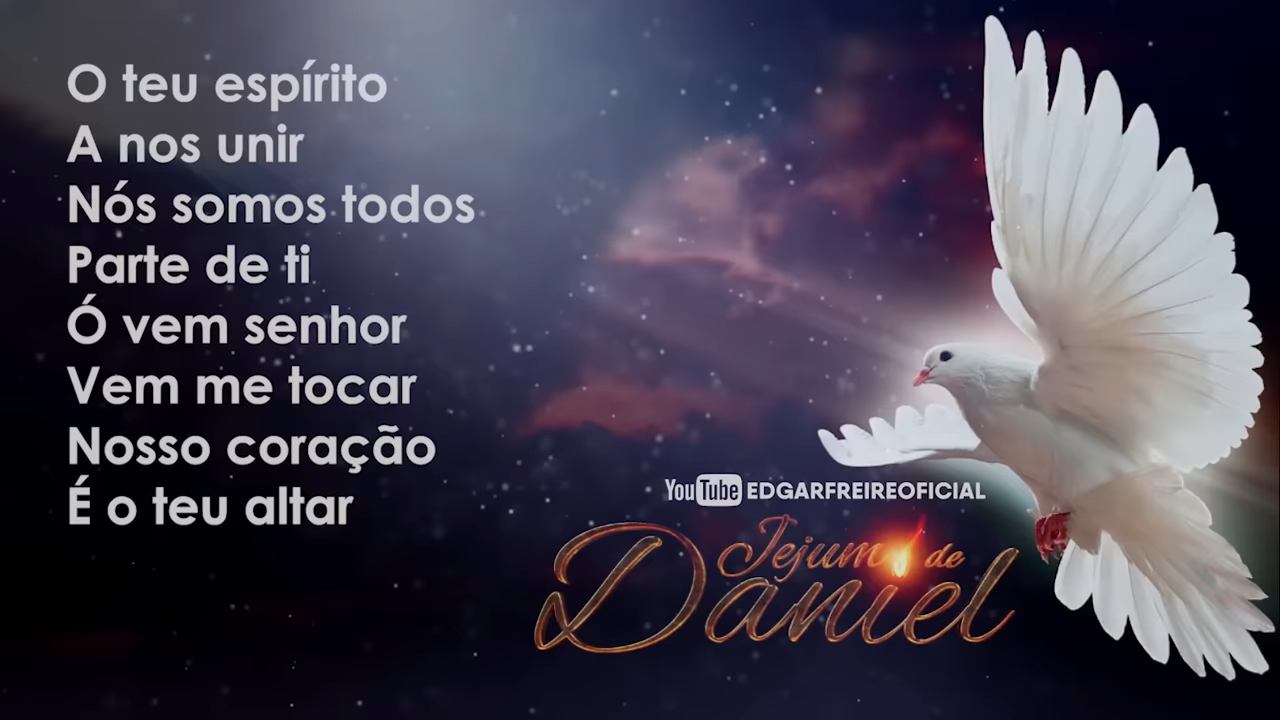 O teu espírito
A nos unir
Nós somos todos
Parte de ti
Ó vem senhor
Vem me tocar
Nosso coração
É o teu altar
YouTube EDGARFREIREOFICIAL
Jejum de
Daniel